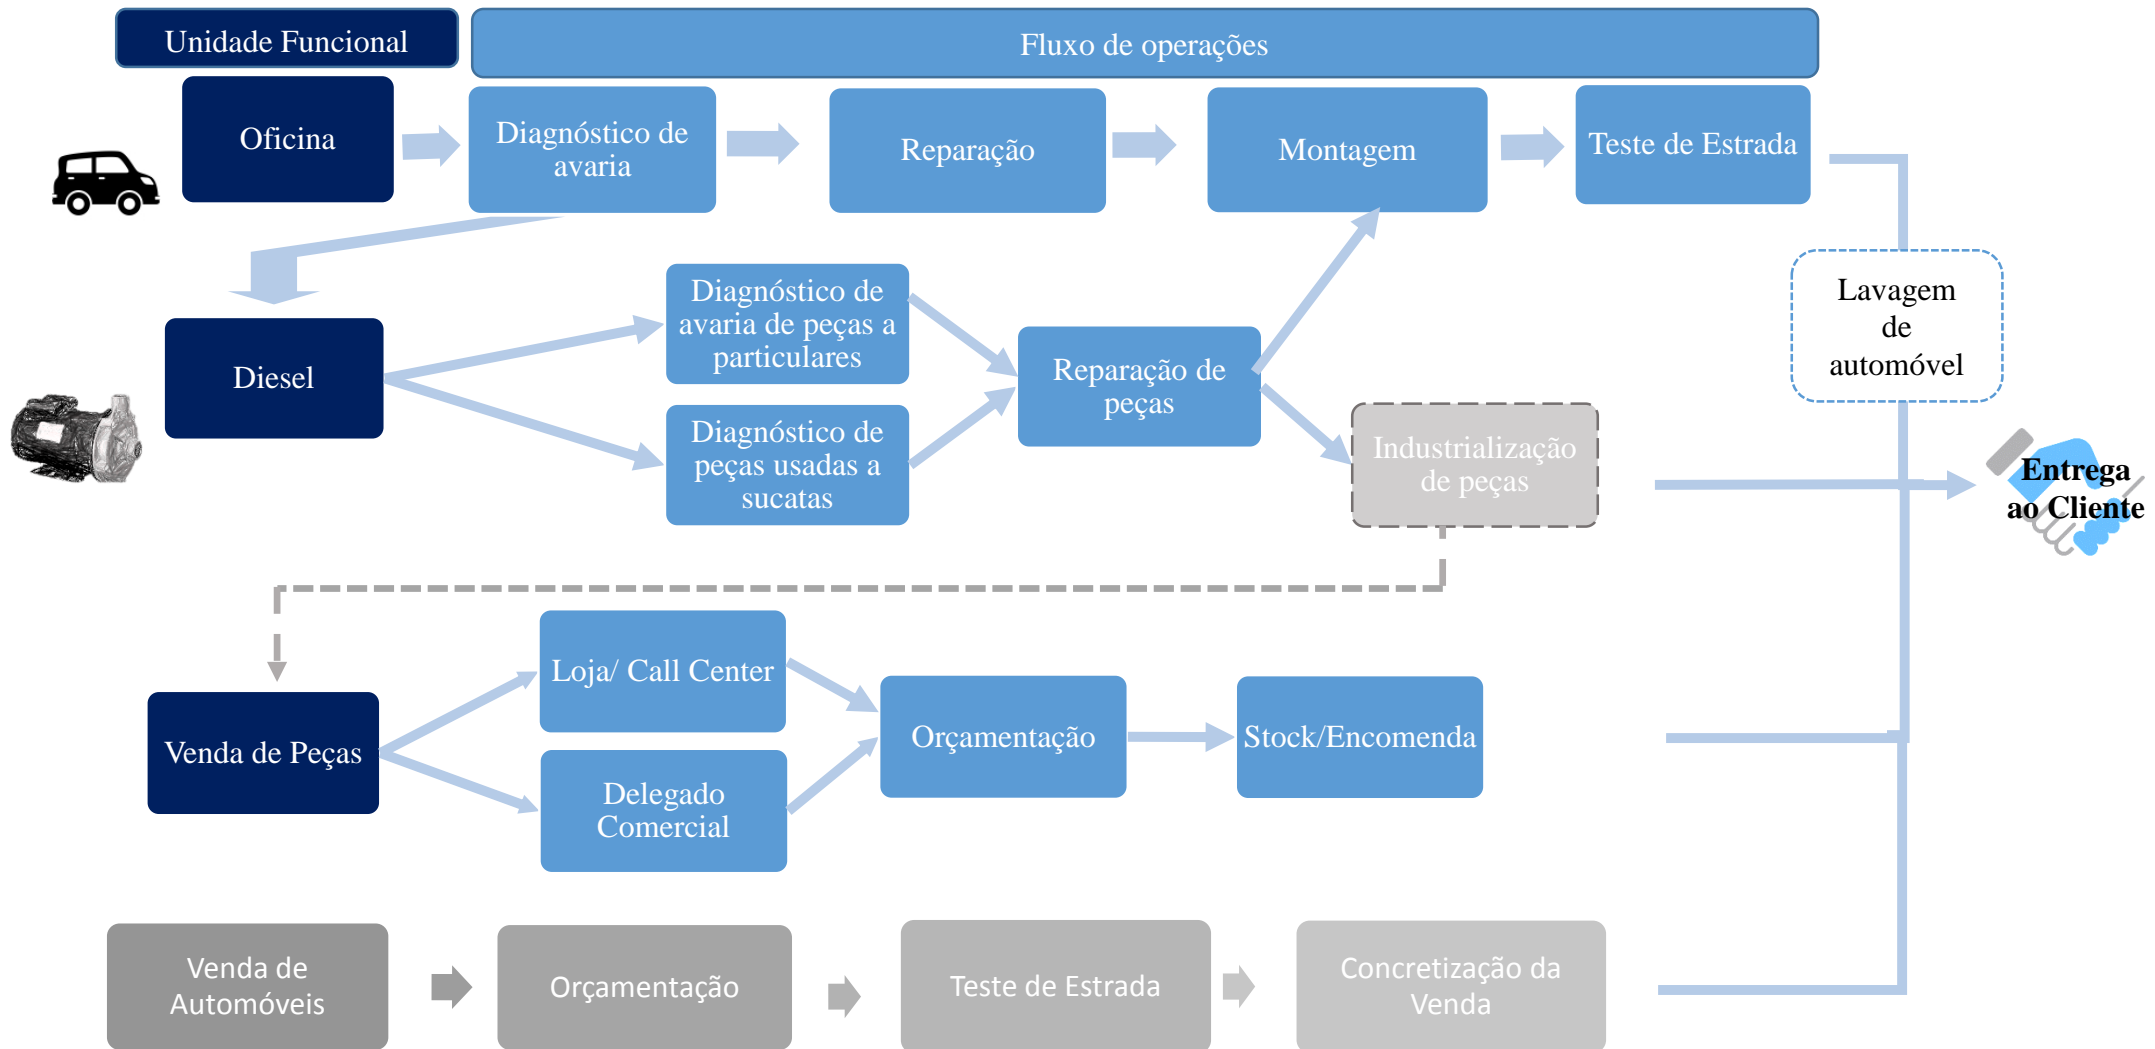 Unidade Funcional
Fluxo de operações
Oficina
Diagnóstico de
avaria
Reparação
Montagem
Teste de Estrada
Lavagem
de
automóvel
Diesel
Diagnóstico de
avaria de peças a
particulares
Diagnóstico de
peças usadas a
sucatas
Reparação de
peças
Industrialização
de peças
Entrega
ao Cliente
Venda de Peças
Loja/ Call Center
Delegado
Comercial
Orçamentação
Stock/Encomenda
Venda de
Automóveis
Orçamentação
Teste de Estrada
Concretização da
Venda